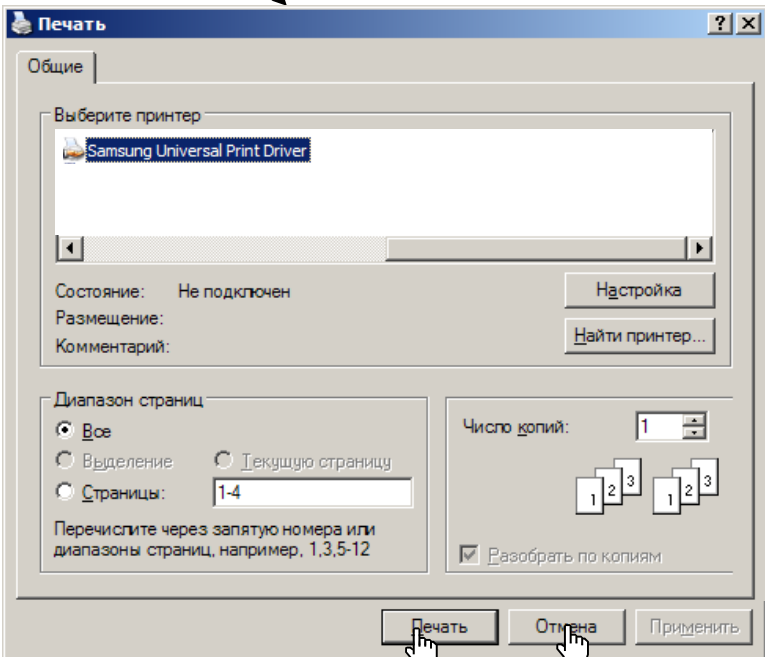 Печать
Общие
Выберите принтер
Samsung Universal Print Driver
Состояние: Не подключен
Настройка
Размещение:
Найти принтер...
Комментарий:
Диапазон страниц
Все
Число копий: 1
Выделение Текущую страницу
Страницы: 1-4
1 2 3 1 2 3
Перечислите через запятую номера или
диапазоны страниц, например, 1,3,5-12
Разобрать по копиям
Печать Отмена Применить